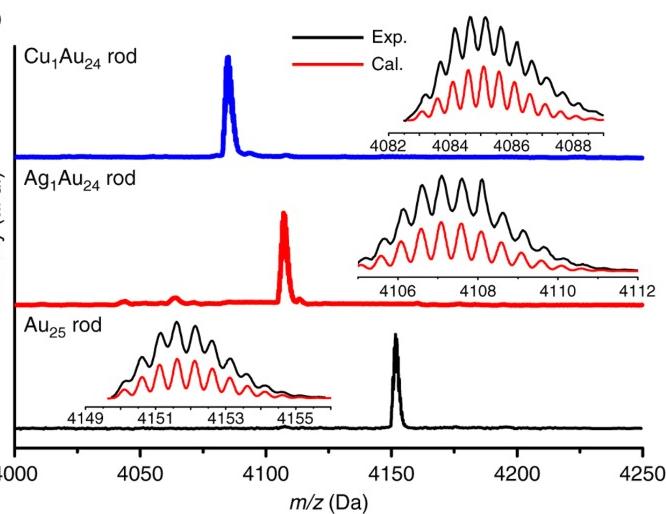 Cu₁Au₂₄ rod
Exp.
Cal.
4082 4084 4086 4088
Ag₁Au₂₄ rod
4106 4108 4110 4112
Au₂₅ rod
4149 4151 4153 4155
4000 4050 4100 4150 4200 4250
m/z (Da)